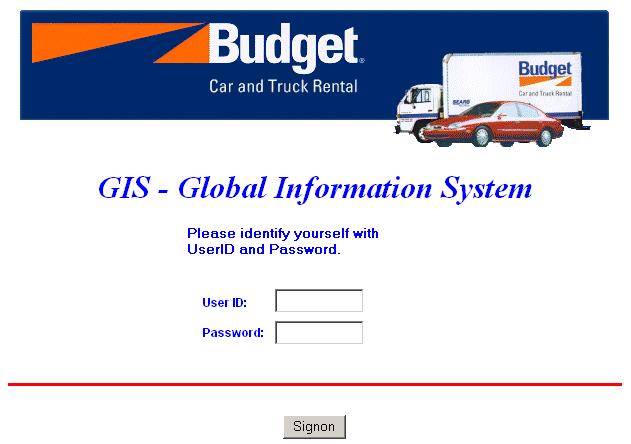 Budget®
Car and Truck Rental
Budget
Car and Truck Rental
SEARS
GIS - Global Information System
Please identify yourself with
UserID and Password.
User ID:
Password:
Signon